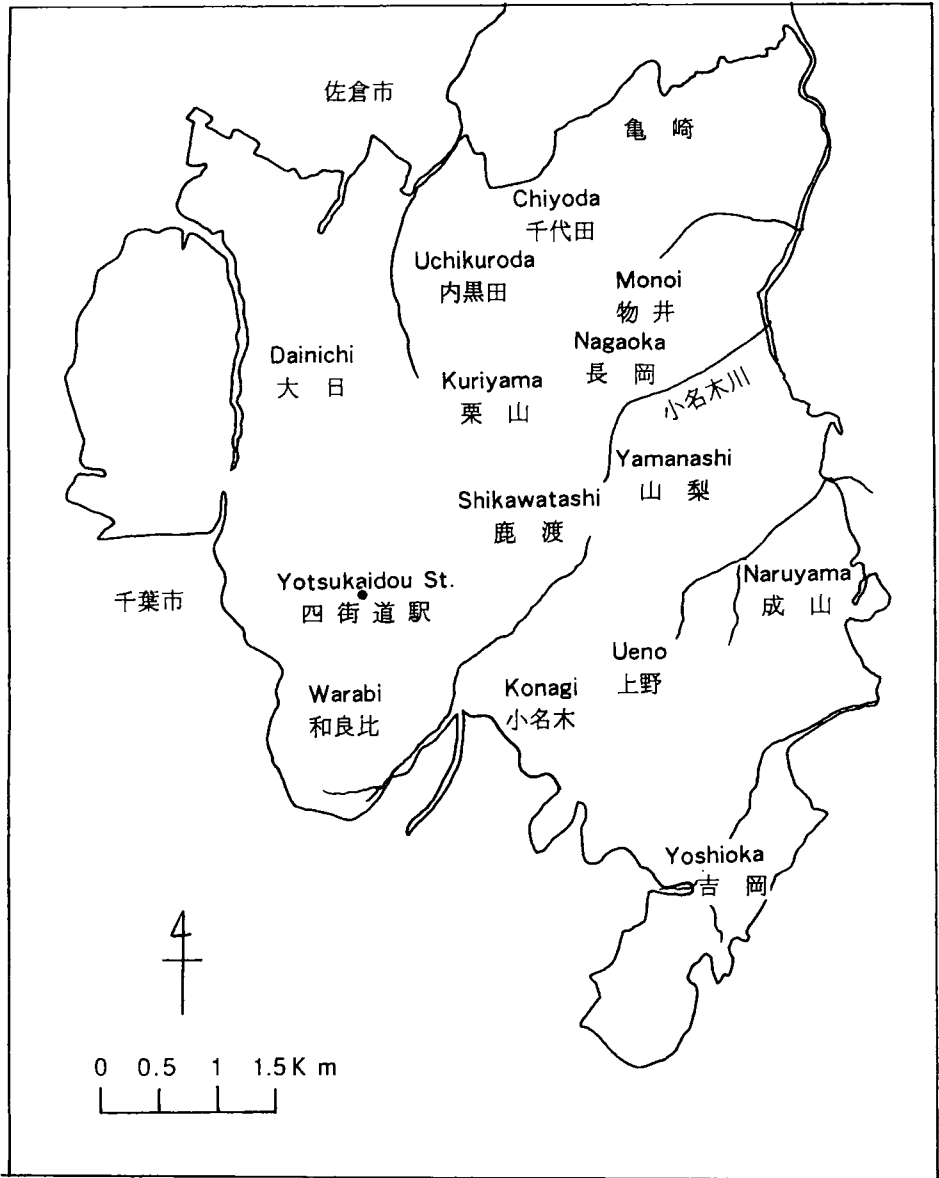 佐倉市
亀崎
Chiyoda
千代田
Uchikuroda
内黒田
Monoi
物井
Nagaoka
長岡
Dainichi
大日
Kuriyama
栗山
小名木川
Yamanashi
山梨
Shikawatashi
鹿渡
Yotsukaidou St.
四街道駅
千葉市
Naruyama
成山
Ueno
上野
Warabi
和良比
Konagi
小名木
Yoshioka
吉岡
0 0.5 1 1.5Km